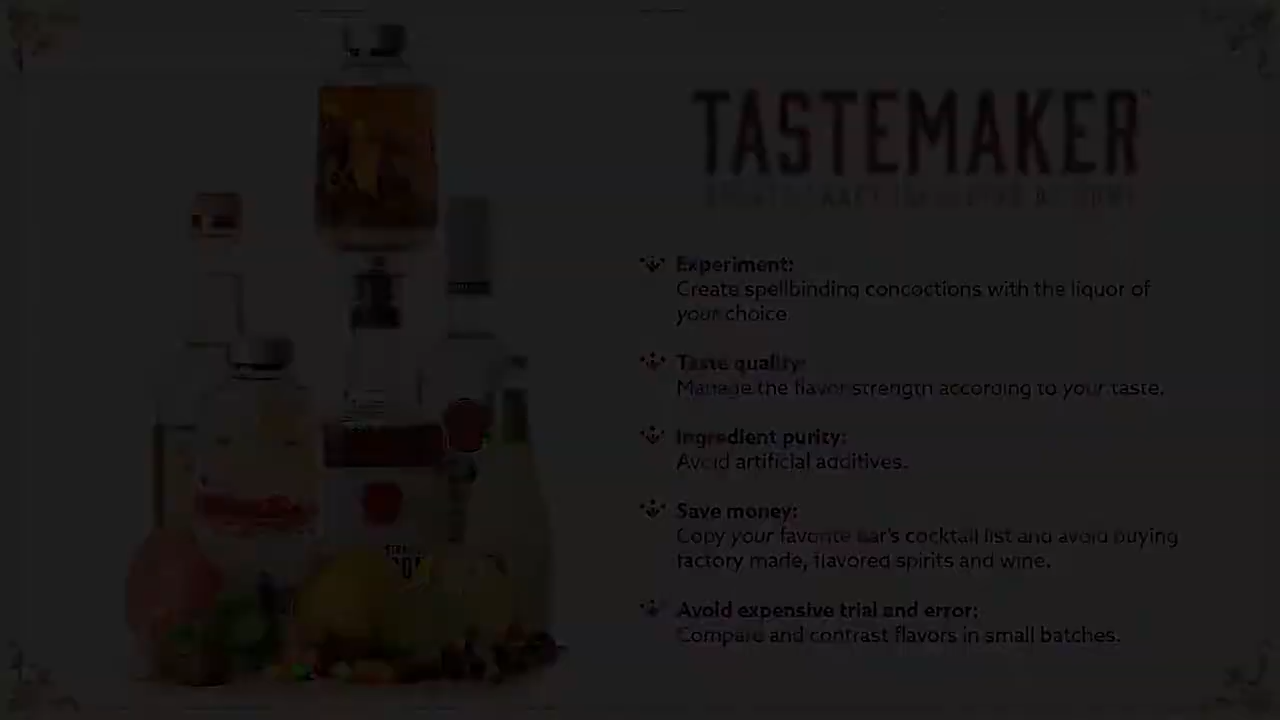 TASTEMAKER
Experiment:
Create spellbinding concoctions with the liquor of
your choice.
Taste quality:
Manage the flavor strength according to your taste.
Ingredient purity:
Avoid artificial additives.
Save money:
Copy your favorite bar's cocktail list and avoid buying
factory made, flavored spirits and wine.
Avoid expensive trial and error:
Compare and contrast flavors in small batches.